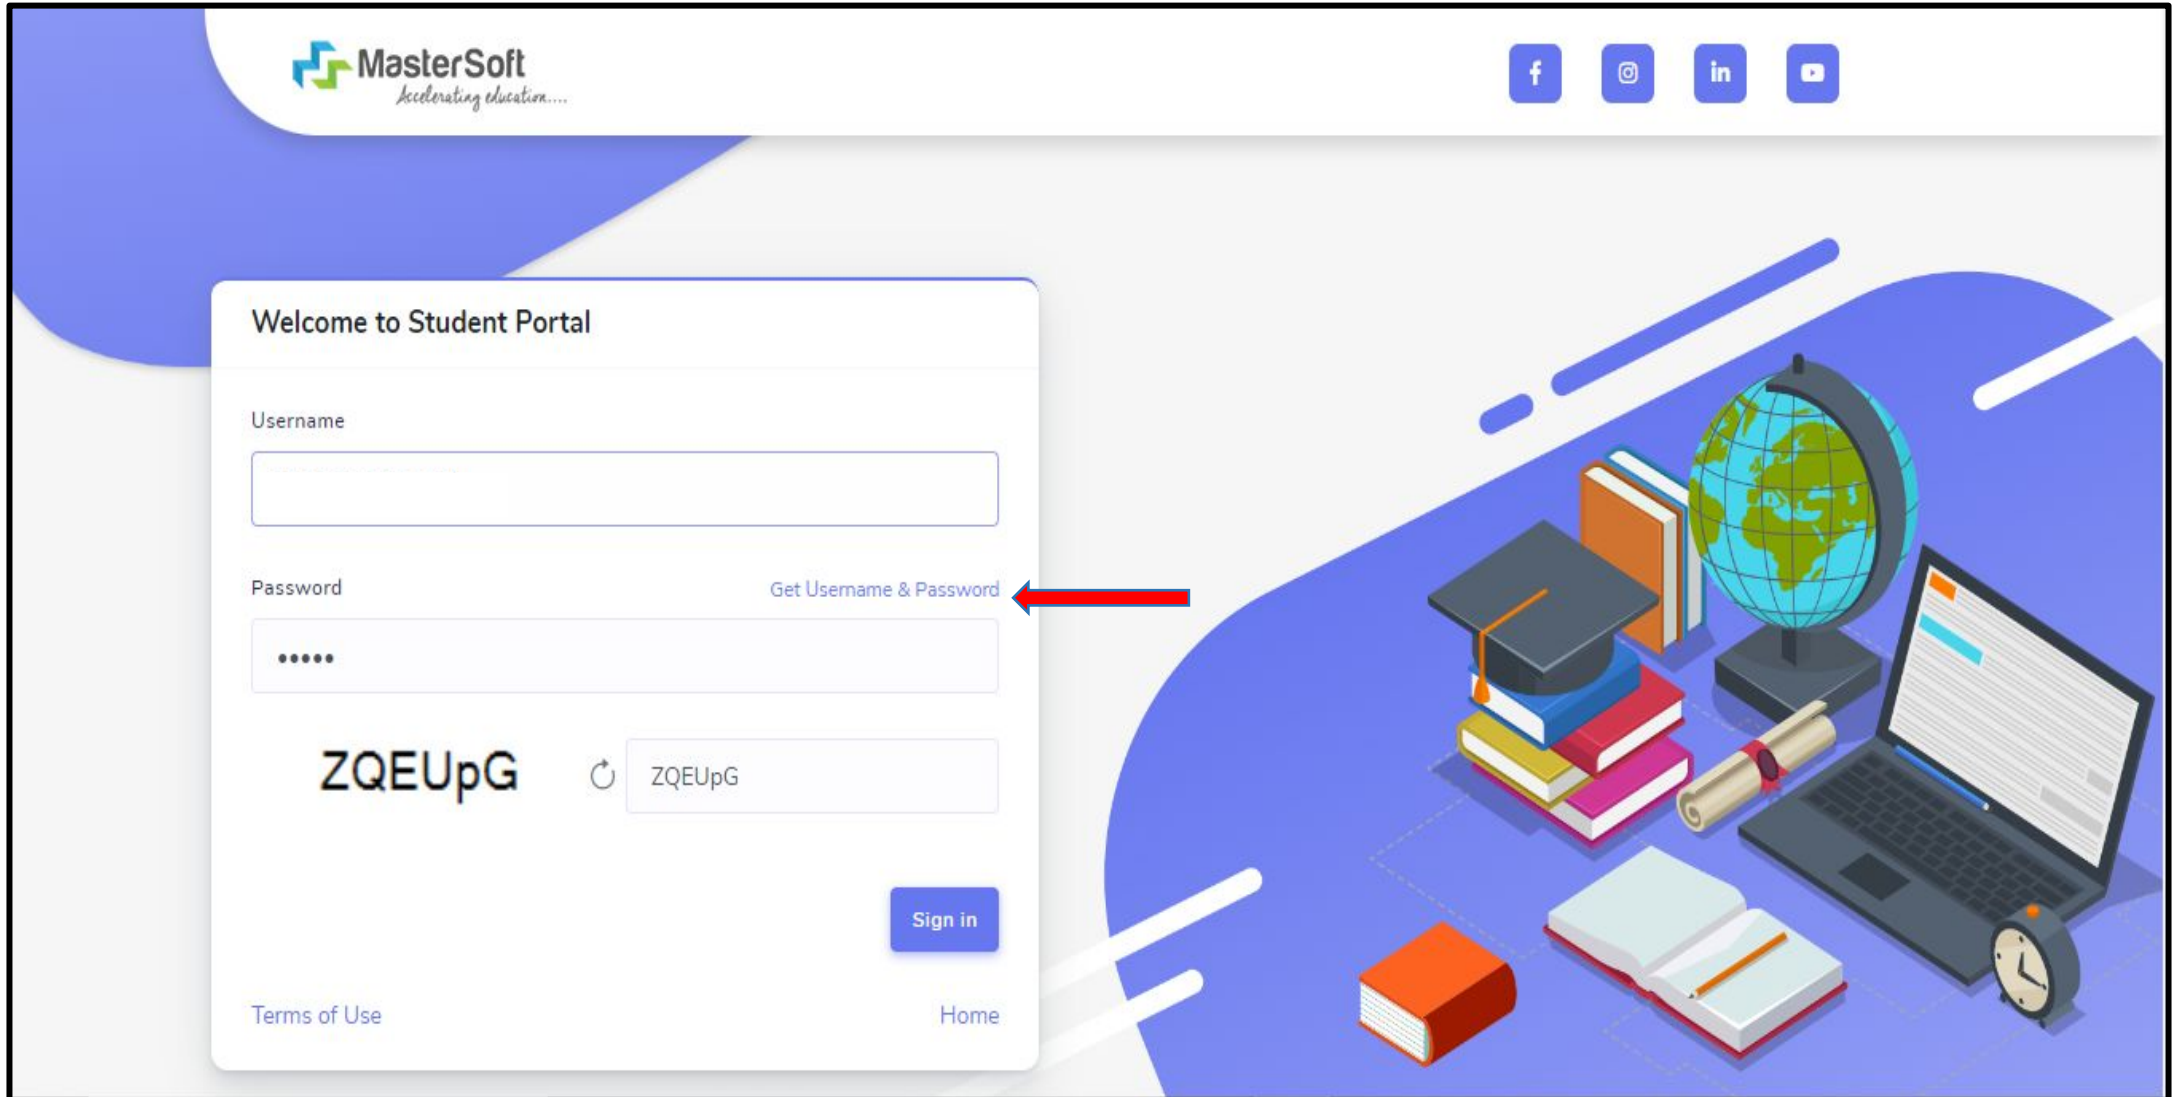 MasterSoft
Accelerating education....
Welcome to Student Portal
Username
Password
Get Username & Password
•••••
ZQEUpG
ZQEUpG
Sign in
Terms of Use
Home